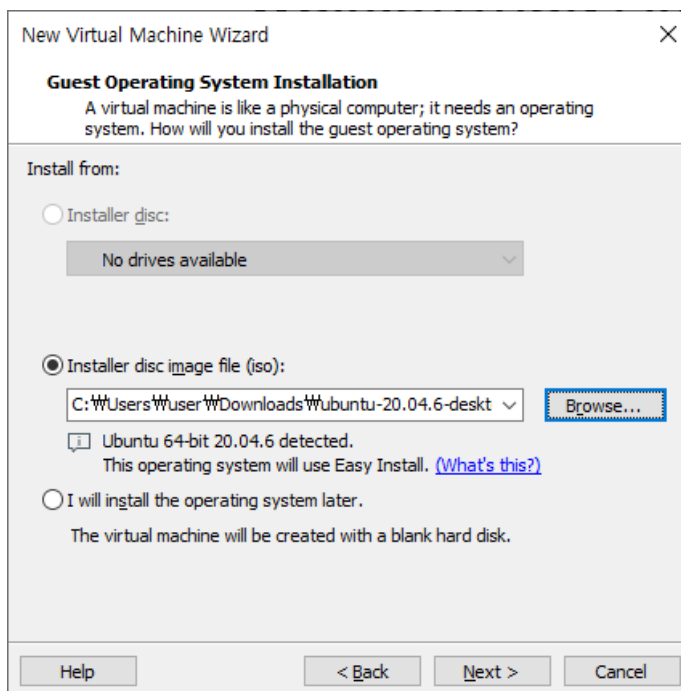 New Virtual Machine Wizard
Guest Operating System Installation
A virtual machine is like a physical computer; it needs an operating
system. How will you install the guest operating system?
Install from:
Installer disc:
No drives available
Installer disc image file (iso):
C:₩Users₩user₩Downloads₩ubuntu-20.04.6-deskt
Browse...
Ubuntu 64-bit 20.04.6 detected.
This operating system will use Easy Install. (What's this?)
I will install the operating system later.
The virtual machine will be created with a blank hard disk.
Help
< Back
Next >
Cancel